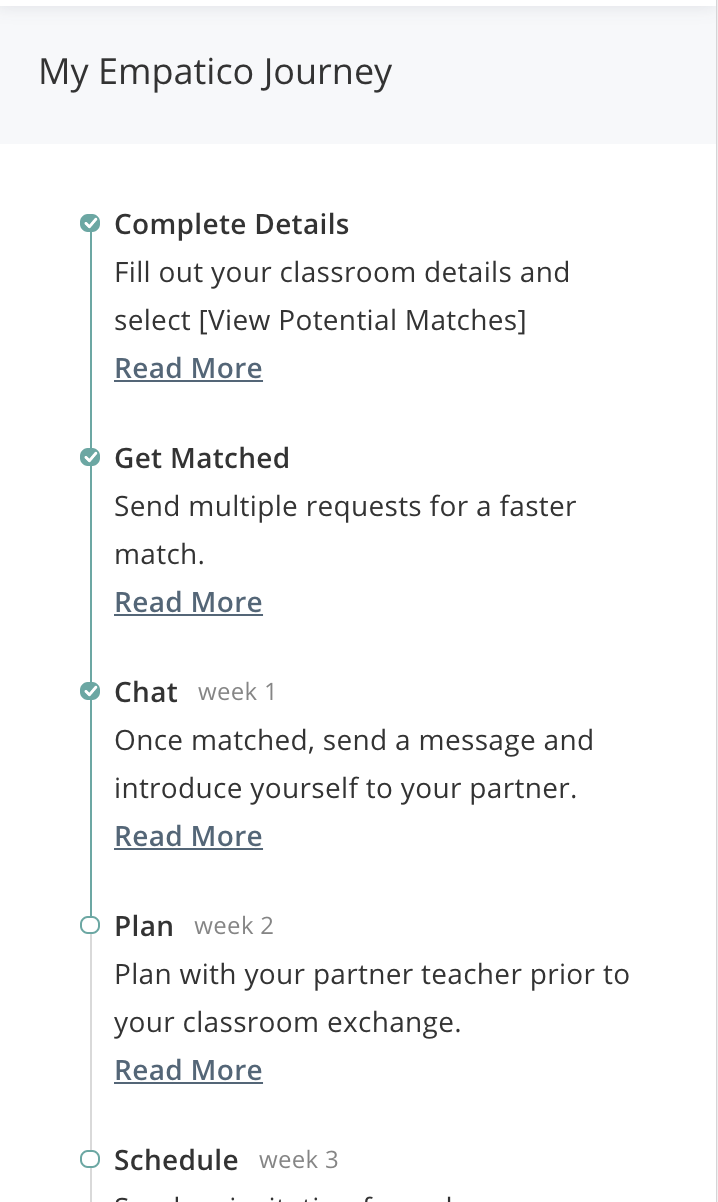 My Empatico Journey
Complete Details
Fill out your classroom details and
select [View Potential Matches]
Read More
Get Matched
Send multiple requests for a faster
match.
Read More
Chat week 1
Once matched, send a message and
introduce yourself to your partner.
Read More
Plan week 2
Plan with your partner teacher prior to
your classroom exchange.
Read More
Schedule week 3